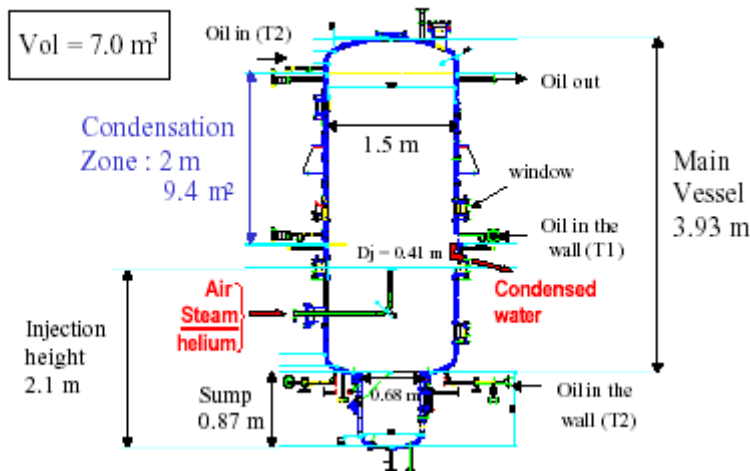 Vol = 7.0 m³
Oil in (T2)
Oil out
Condensation
Zone : 2 m
9.4 m²
1.5 m
window
Main
Vessel
3.93 m
Oil in the
wall (T1)
Dj = 0.41 m
Air
Steam
helium
Condensed
water
Injection
height
2.1 m
Sump
0.87 m
0.68 m
Oil in the
wall (T2)